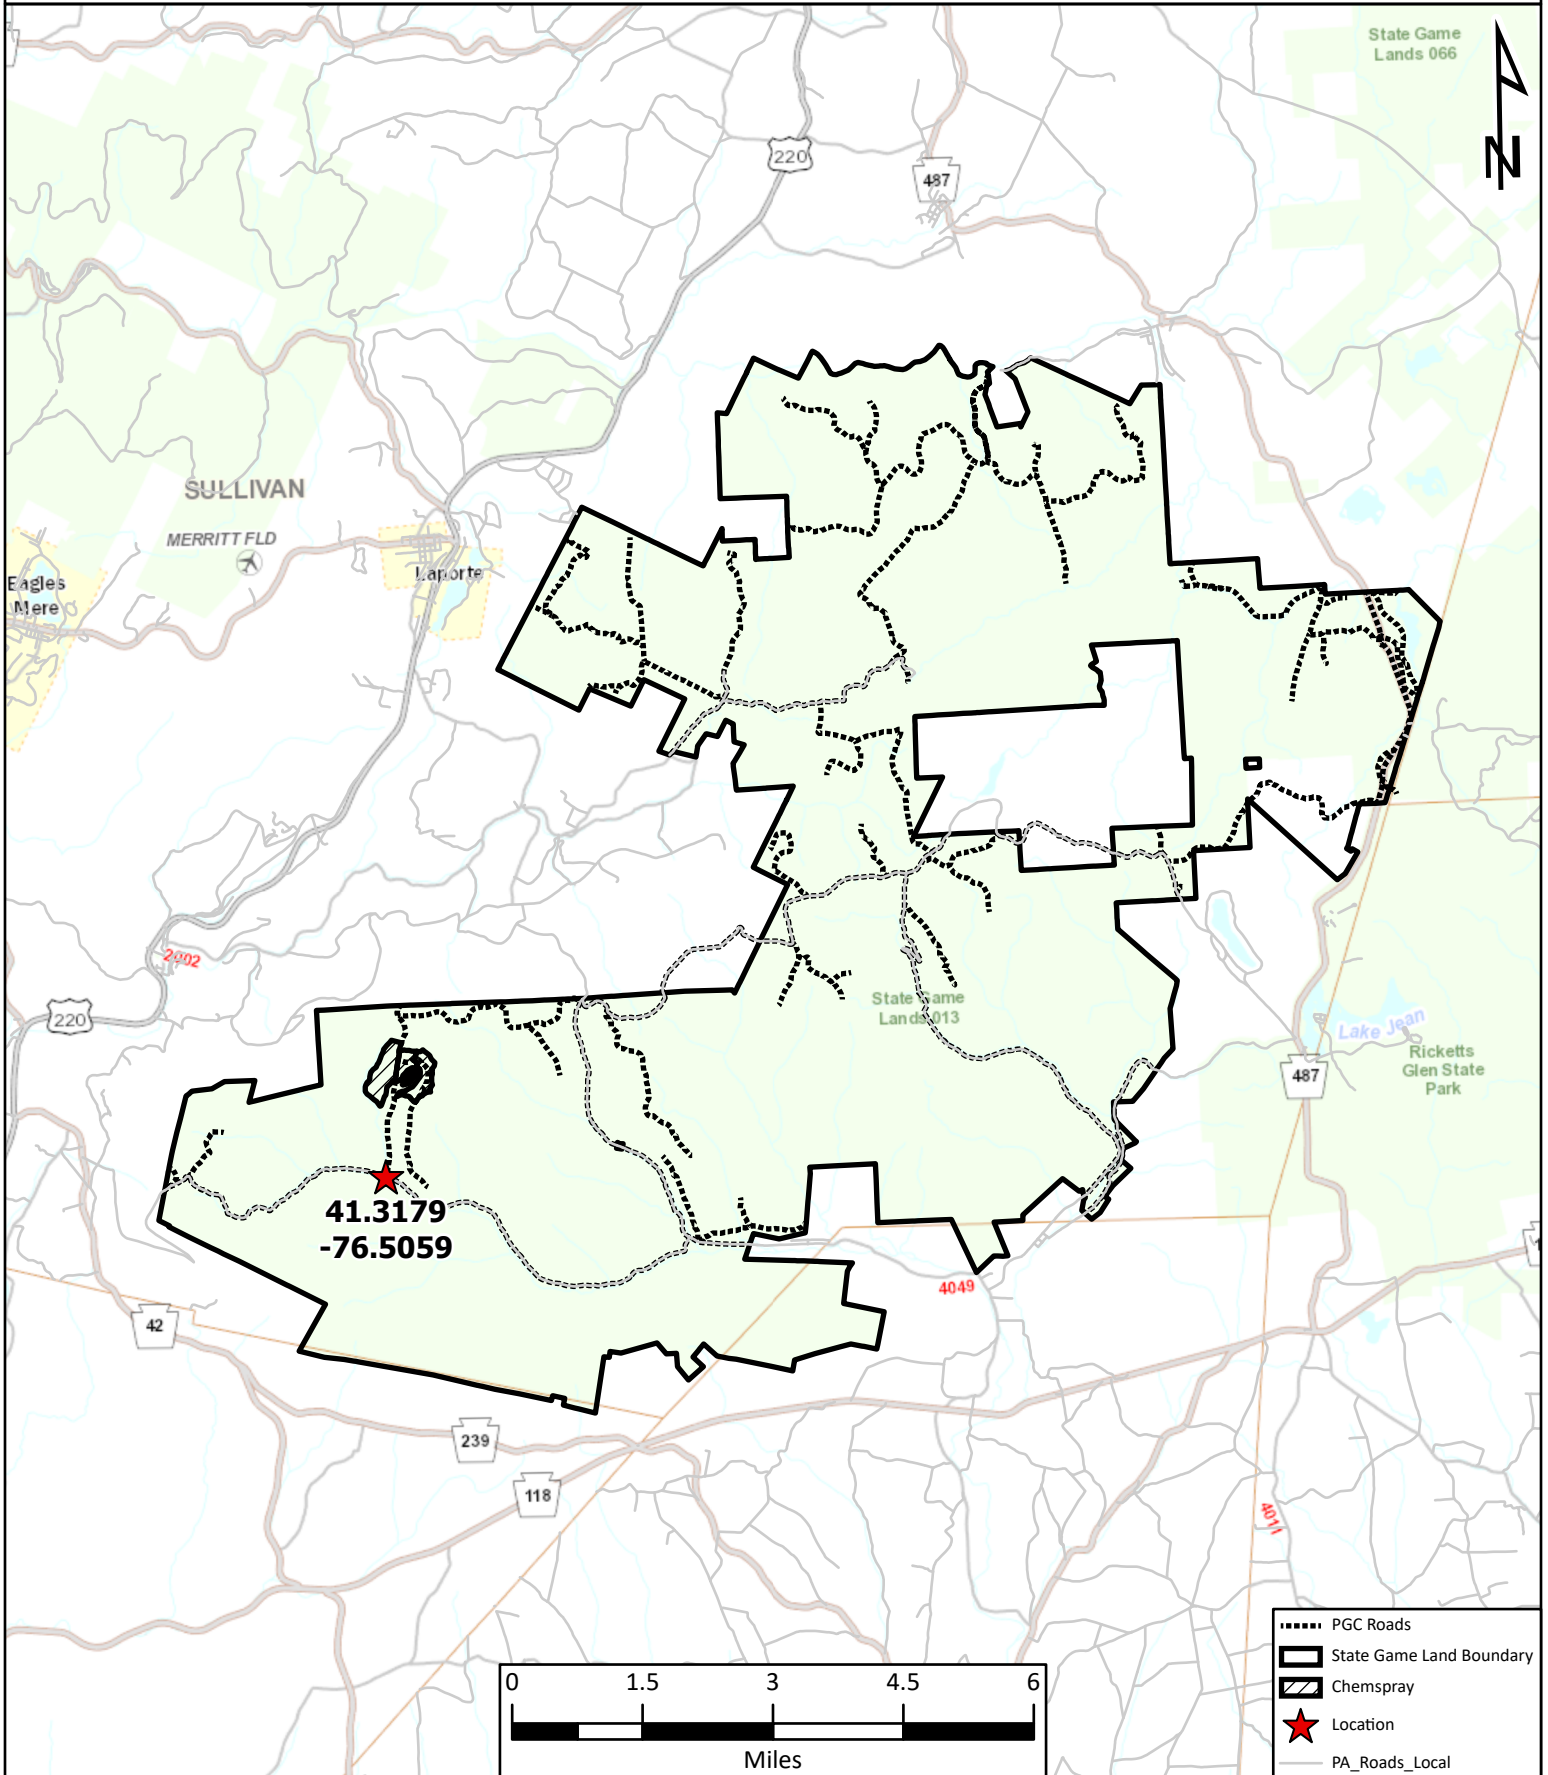 State Game
Lands 066
N
220
487
SULLIVAN
MERRITT FLD
Laporte
Eagles
Mere
2002
220
State Game
Lands 013
Lake Jean
Ricketts
Glen State
Park
487
41.3179
-76.5059
4049
42
239
118
4011
0 1.5 3 4.5 6
Miles
PGC Roads
State Game Land Boundary
Chemspray
Location
PA_Roads_Local